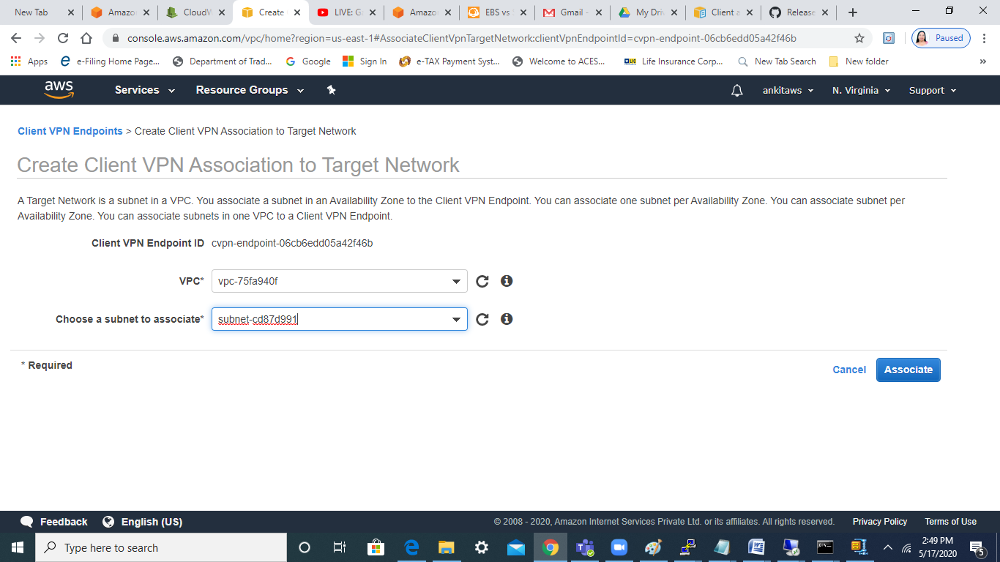 New Tab
Amazo
CloudW
Create
LIVE: G
Amazo
EBS vs
Gmail -
My Driv
Client a
Release
console.aws.amazon.com/vpc/home?region=us-east-1#AssociateClientVpnTargetNetwork:clientVpnEndpointId=cvpn-endpoint-06cb6edd05a42f46b
Paused
Apps
e-Filing Home Page...
Department of Trad...
Google
Sign In
e-TAX Payment Syst...
Welcome to ACES...
Life Insurance Corp...
New Tab Search
New folder
»
aws
Services
Resource Groups
ankitaws
N. Virginia
Support
Client VPN Endpoints > Create Client VPN Association to Target Network
Create Client VPN Association to Target Network
A Target Network is a subnet in a VPC. You associate a subnet in an Availability Zone to the Client VPN Endpoint. You can associate one subnet per Availability Zone. You can associate subnet per
Availability Zone. You can associate subnets in one VPC to a Client VPN Endpoint.
Client VPN Endpoint ID cvpn-endpoint-06cb6edd05a42f46b
VPC* vpc-75fa940f
Choose a subnet to associate* subnet-cd87d991
* Required
Cancel
Associate
Feedback
English (US)
© 2008 - 2020, Amazon Internet Services Private Ltd. or its affiliates. All rights reserved.
Privacy Policy
Terms of Use
Type here to search
2:49 PM
5/17/2020
5